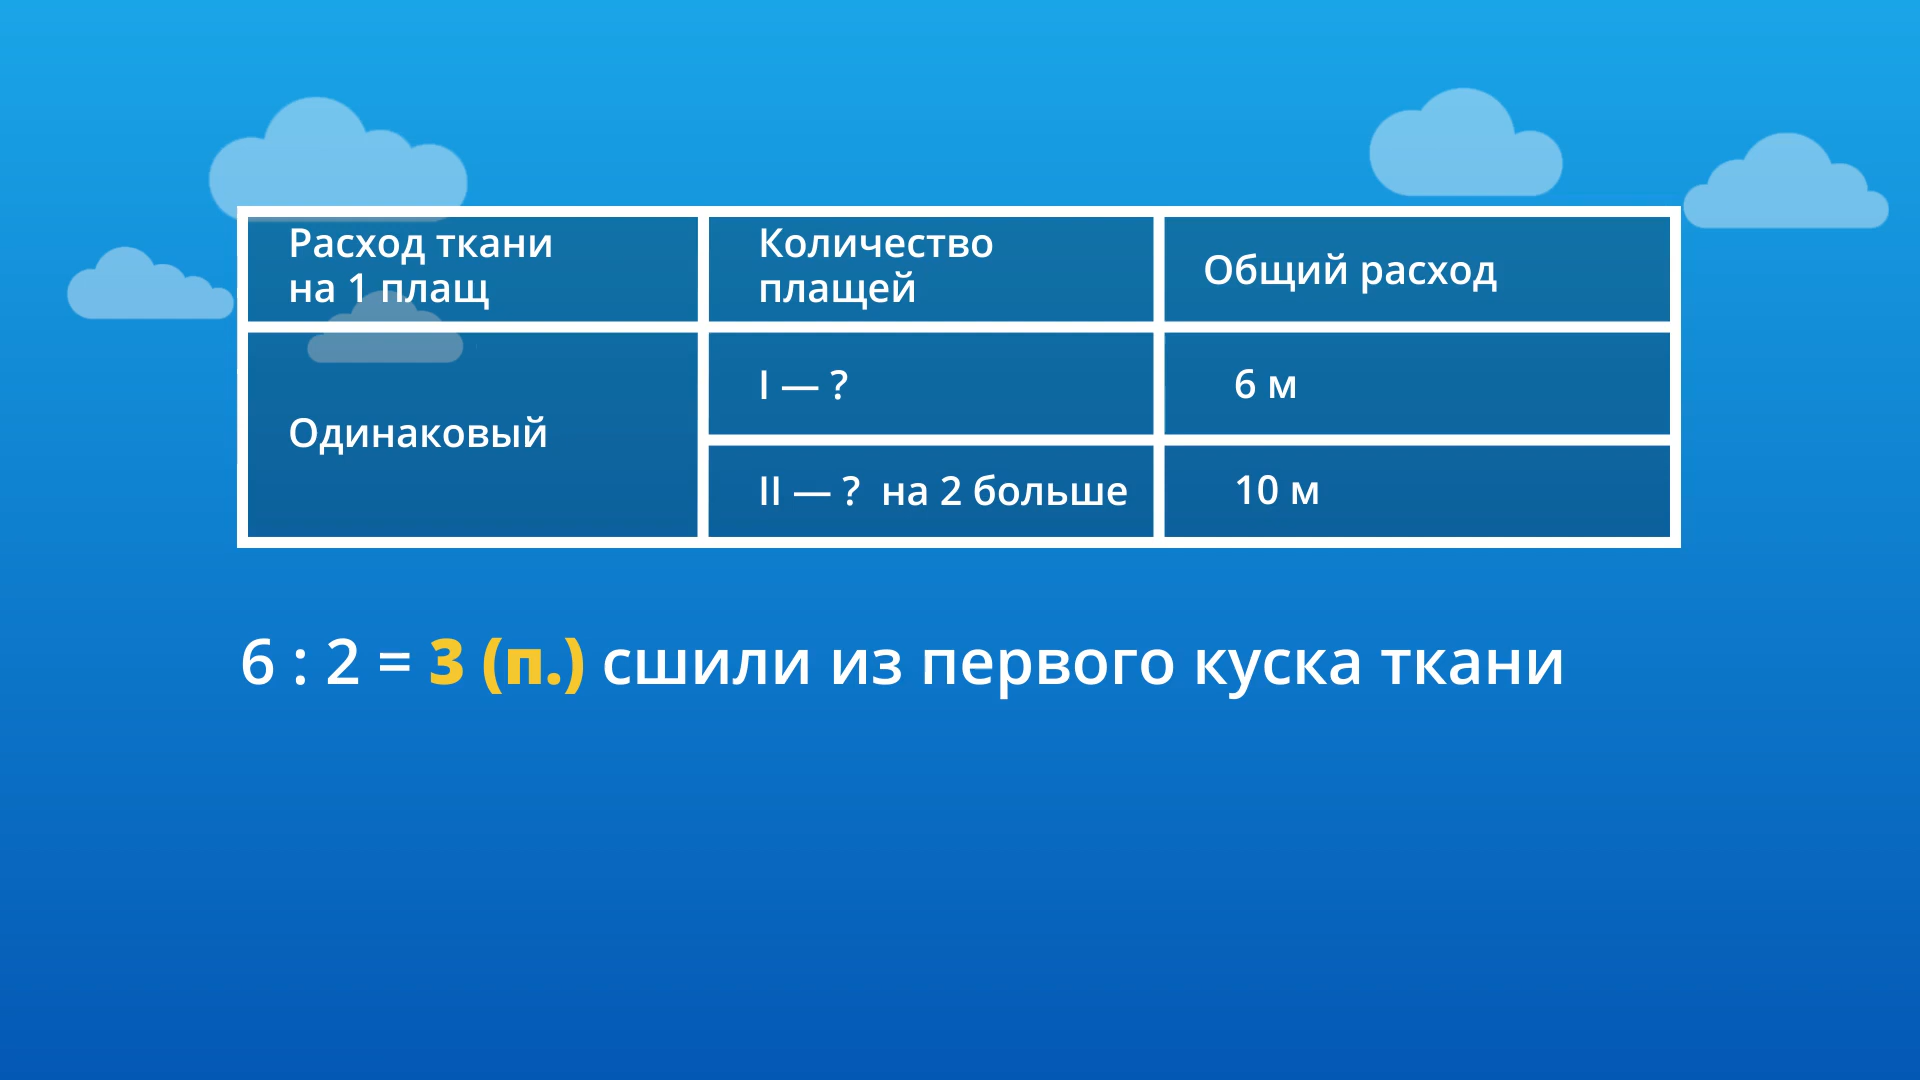 Расход ткани
на 1 плащ
Количество
плащей
Общий расход
Одинаковый
I — ?
6 м
II — ? на 2 больше
10 м
6 : 2 = 3 (п.) сшили из первого куска ткани